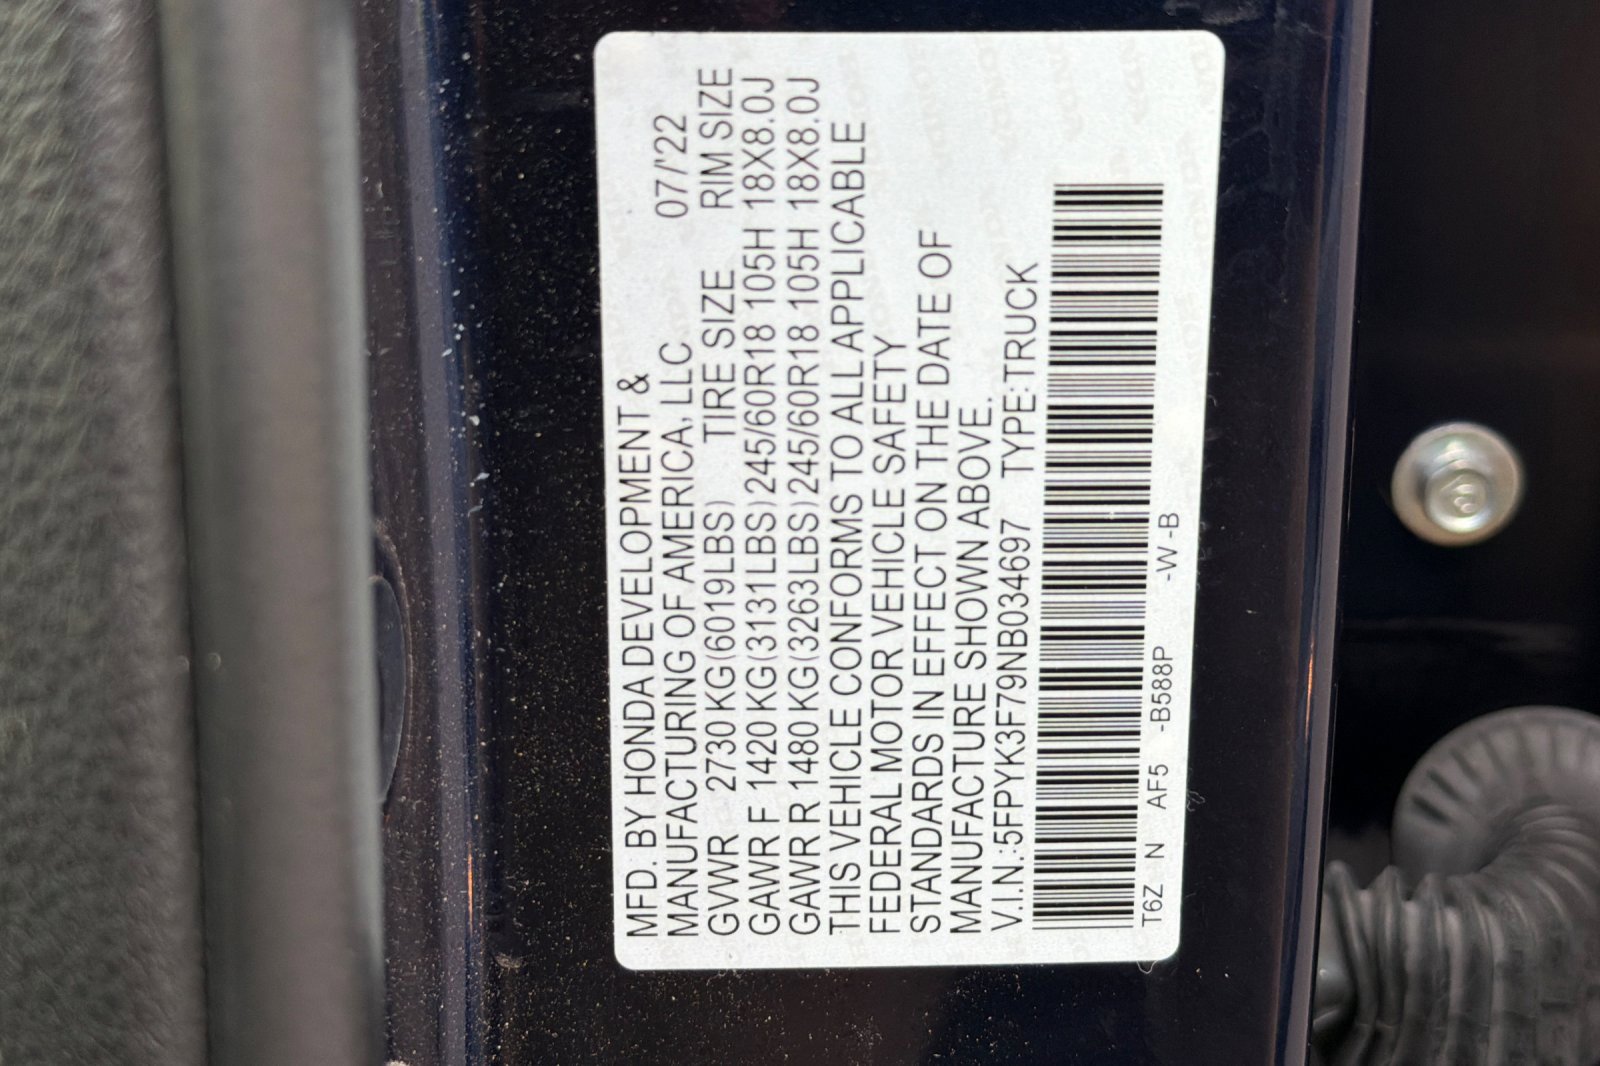 MFD. BY HONDA DEVELOPMENT &
MANUFACTURING OF AMERICA, LLC 07/'22
GVWR 2730 KG(6019LBS) TIRE SIZE RIM SIZE
GAWR F 1420 KG(3131LBS) 245/60R18 105H 18X8.0J
GAWR R 1480 KG(3263LBS) 245/60R18 105H 18X8.0J
THIS VEHICLE CONFORMS TO ALL APPLICABLE
FEDERAL MOTOR VEHICLE SAFETY
STANDARDS IN EFFECT ON THE DATE OF
MANUFACTURE SHOWN ABOVE.
V.I.N.:5FPYK3F79NB034697 TYPE:TRUCK
T6Z N AF5 -B588P -W -B